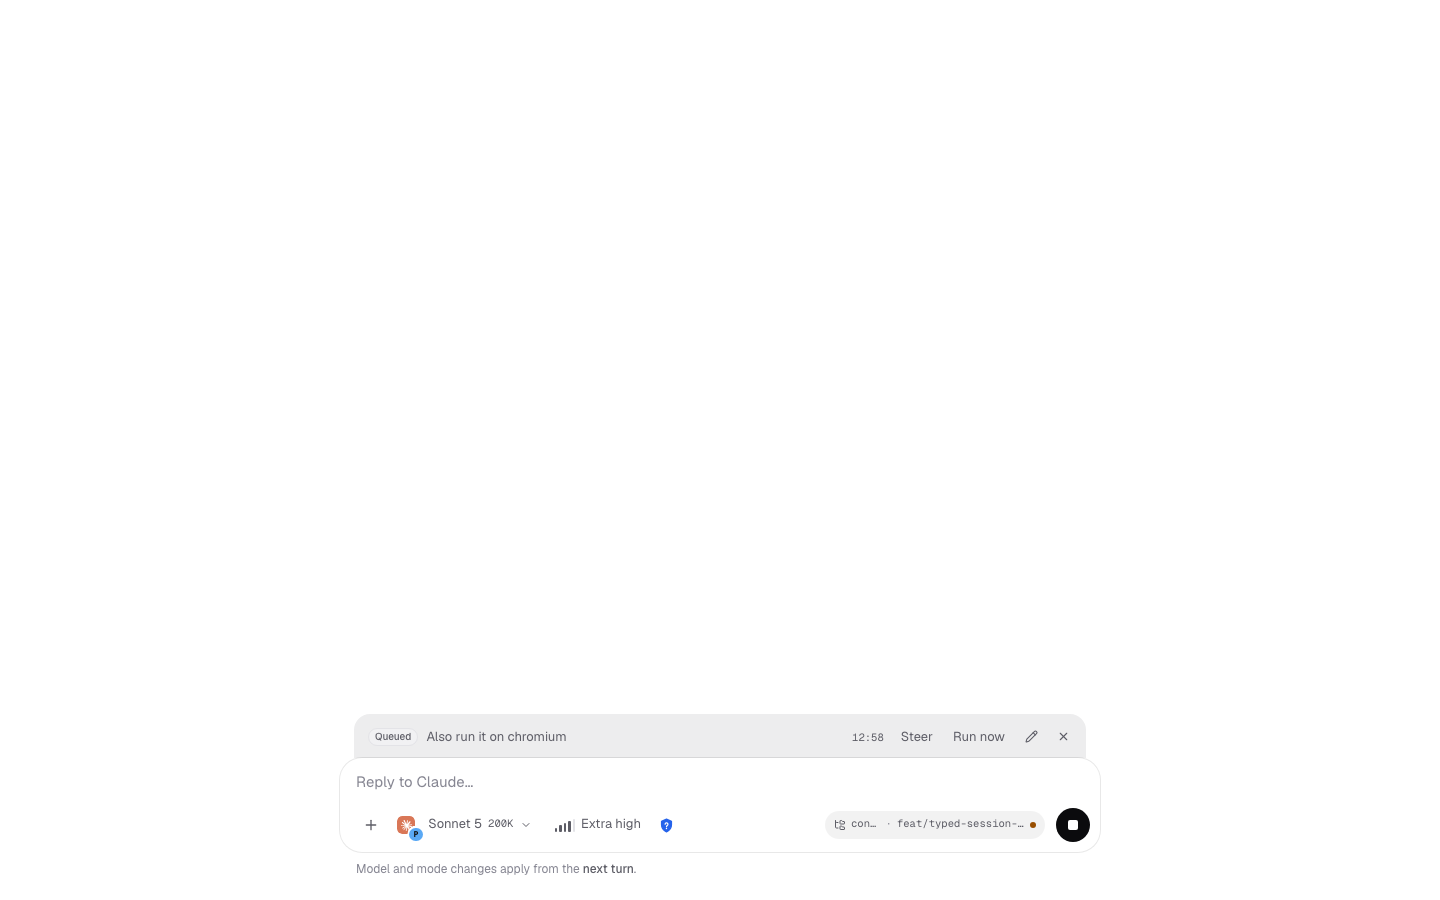 Queued Also run it on chromium 12:58 Steer Run now
Reply to Claude...
P Sonnet 5 200K Extra high con... · feat/typed-session-...
Model and mode changes apply from the next turn.